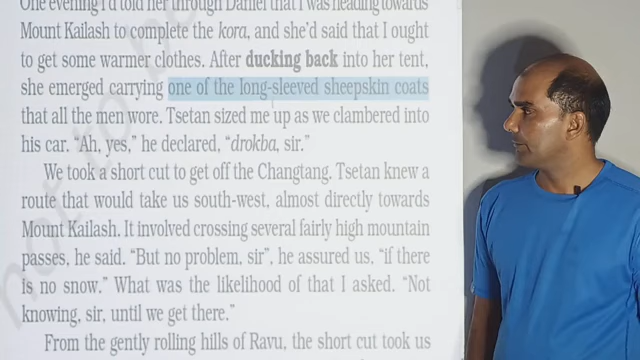 One evening I'd told her through Daniel that I was heading towards
Mount Kailash to complete the kora, and she'd said that I ought
to get some warmer clothes. After ducking back into her tent,
she emerged carrying one of the long-sleeved sheepskin coats
that all the men wore. Tsetan sized me up as we clambered into
his car. "Ah, yes," he declared, "drokba, sir."
We took a short cut to get off the Changtang. Tsetan knew a
route that would take us south-west, almost directly towards
Mount Kailash. It involved crossing several fairly high mountain
passes, he said. "But no problem, sir", he assured us, "if there
is no snow." What was the likelihood of that I asked. "Not
knowing, sir, until we get there."
From the gently rolling hills of Ravu, the short cut took us
not to be